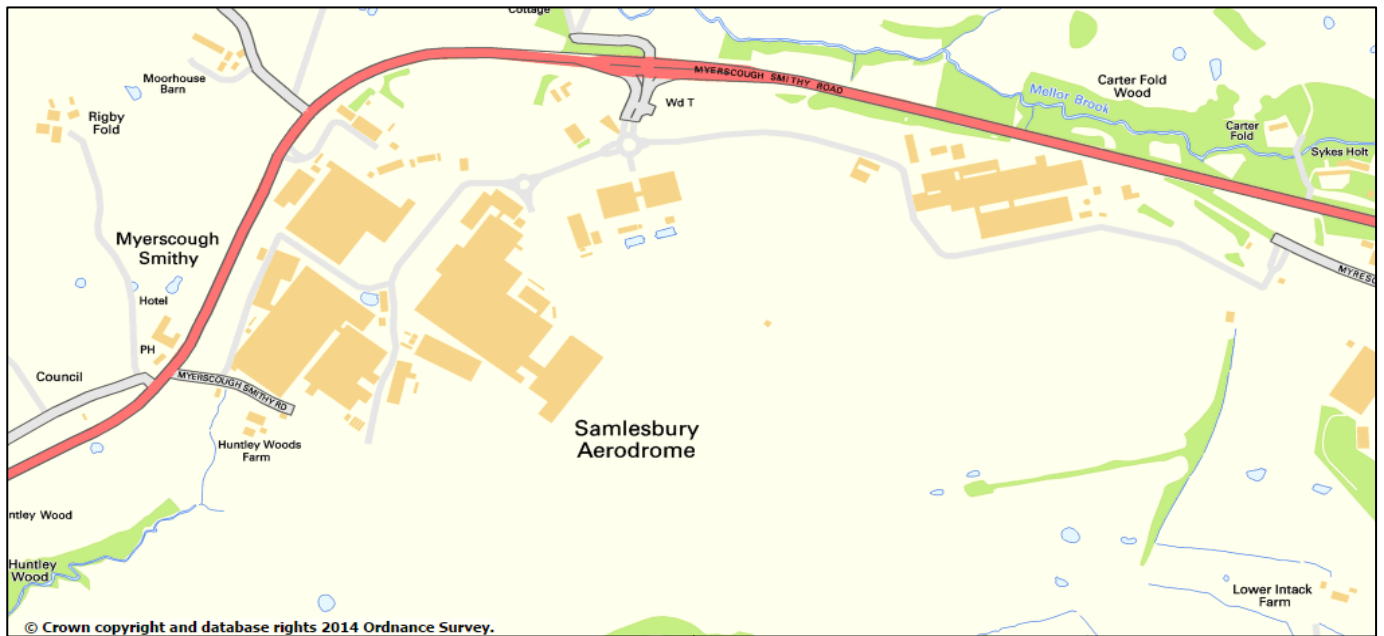 Cottage
Moorhouse
Barn
MYERSCOUGH SMITHY ROAD
Wd T
Carter Fold
Wood
Mellor Brook
Rigby
Fold
Carter
Fold
Sykes Holt
Myerscough
Smithy
MYRESC
Hotel
PH
Council
MYERSCOUGH SMITHY RD
Samlesbury
Aerodrome
Huntley Woods
Farm
ntley Wood
Huntley
Wood
Lower Intack
Farm
© Crown copyright and database rights 2014 Ordnance Survey.